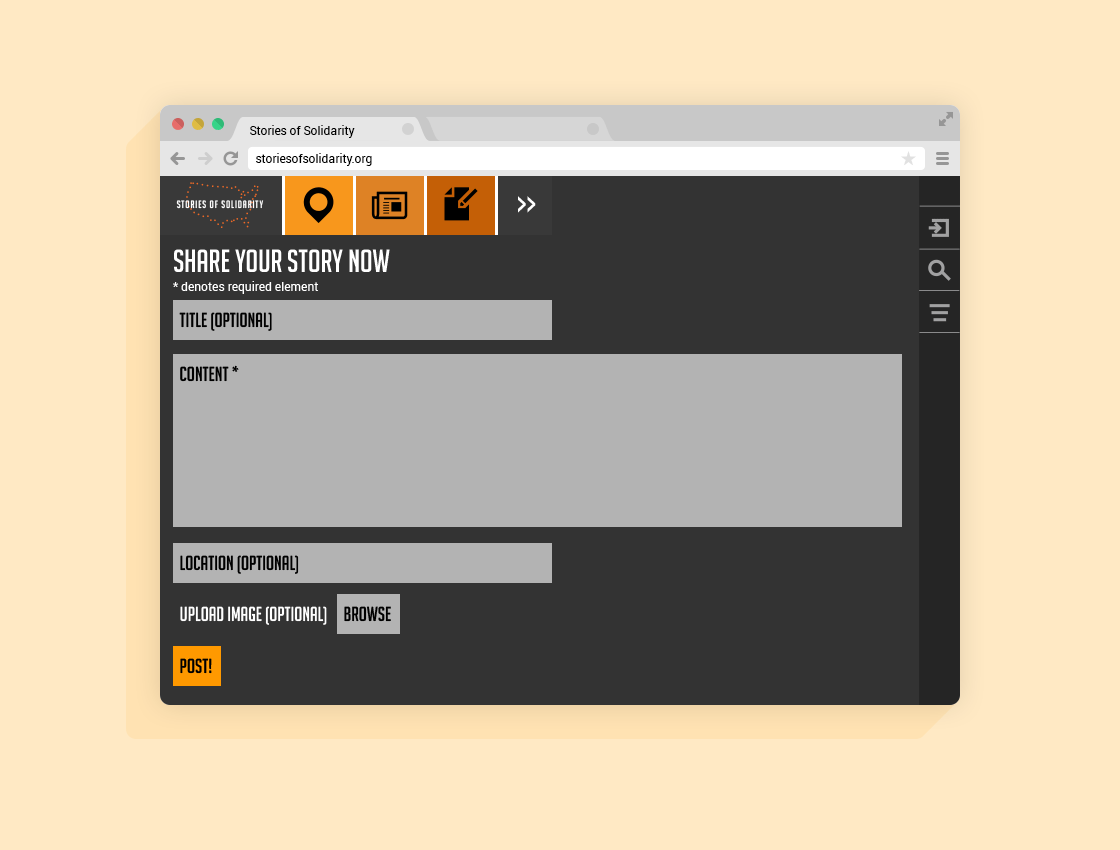 Stories of Solidarity
storiesofsolidarity.org
STORIES OF SOLIDARITY
SHARE YOUR STORY NOW
* denotes required element
TITLE (OPTIONAL)
CONTENT *
LOCATION (OPTIONAL)
UPLOAD IMAGE (OPTIONAL) BROWSE
POST!